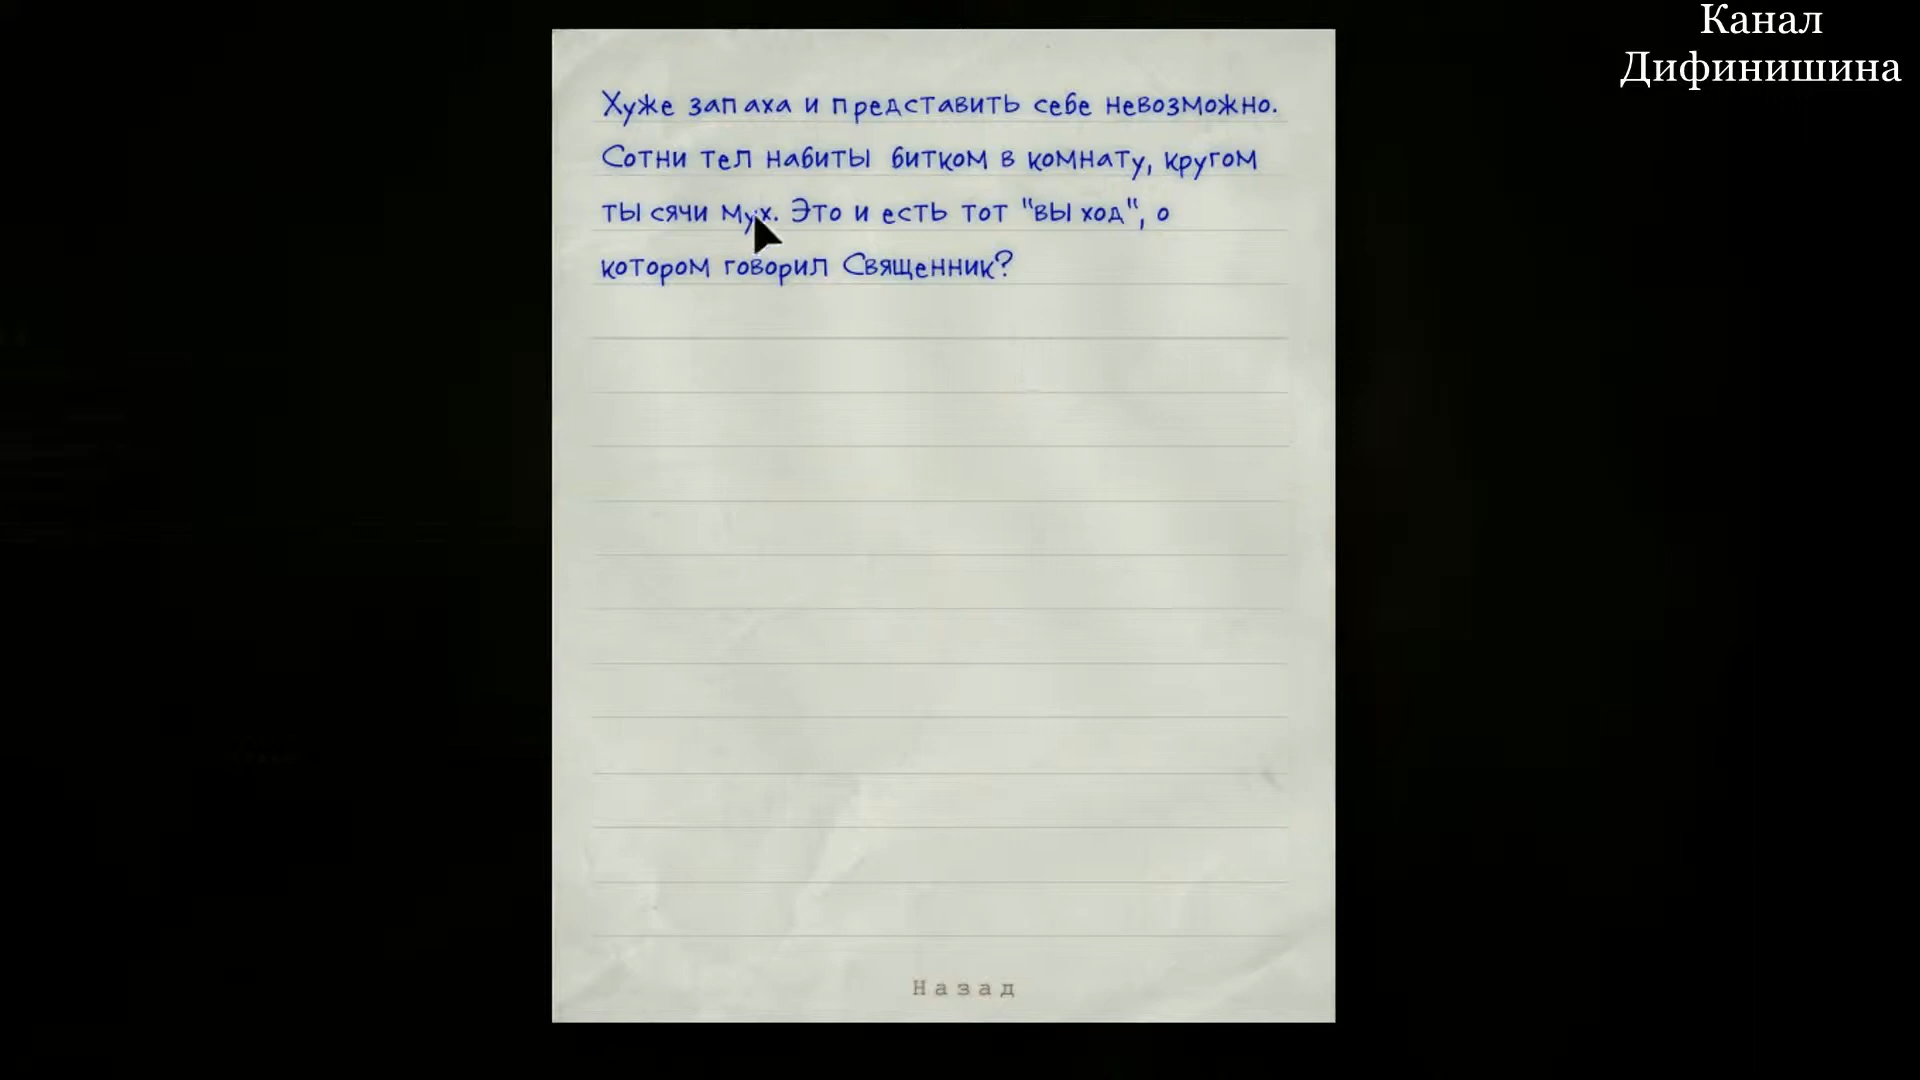 Канал
Дифинишина
Хуже запаха и представить себе невозможно.
Сотни тел набиты битком в комнату, кругом
тысячи мух. Это и есть тот "выход", о
котором говорил Священник?
Назад